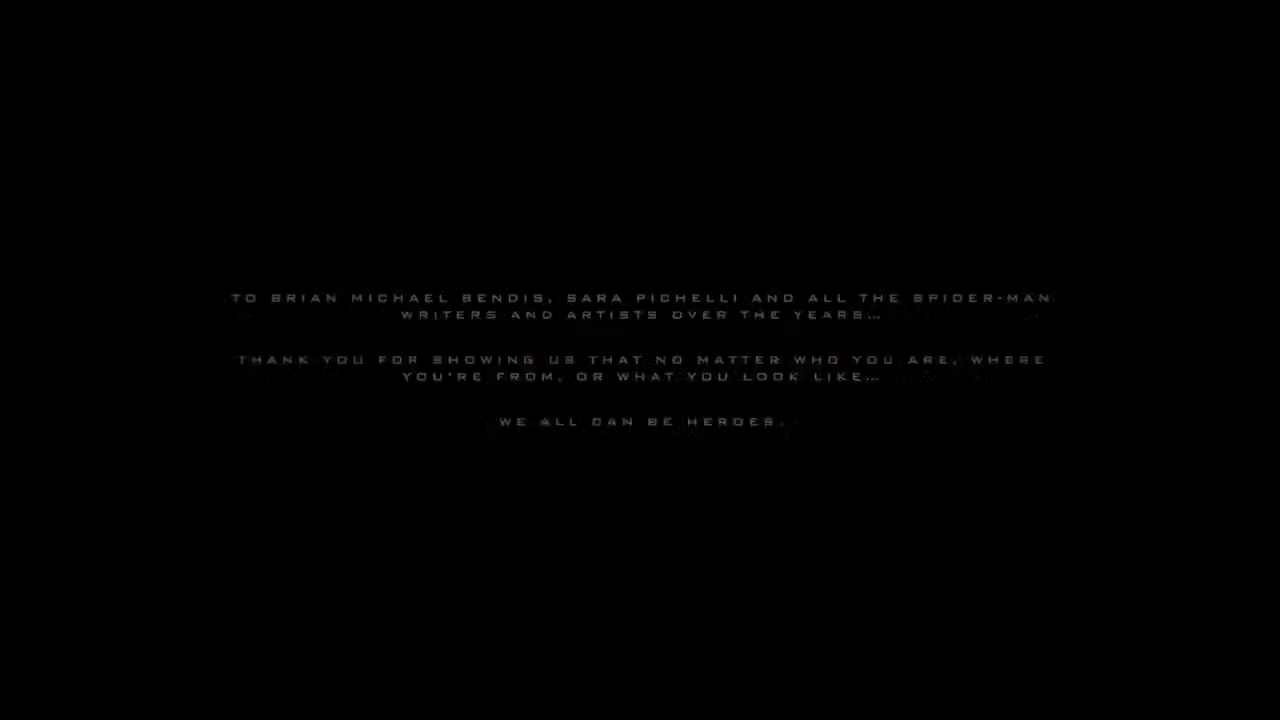 TO BRIAN MICHAEL BENDIS, SARA PICHELLI AND ALL THE SPIDER-MAN
WRITERS AND ARTISTS OVER THE YEARS...
THANK YOU FOR SHOWING US THAT NO MATTER WHO YOU ARE, WHERE
YOU'RE FROM, OR WHAT YOU LOOK LIKE...
WE ALL CAN BE HEROES.